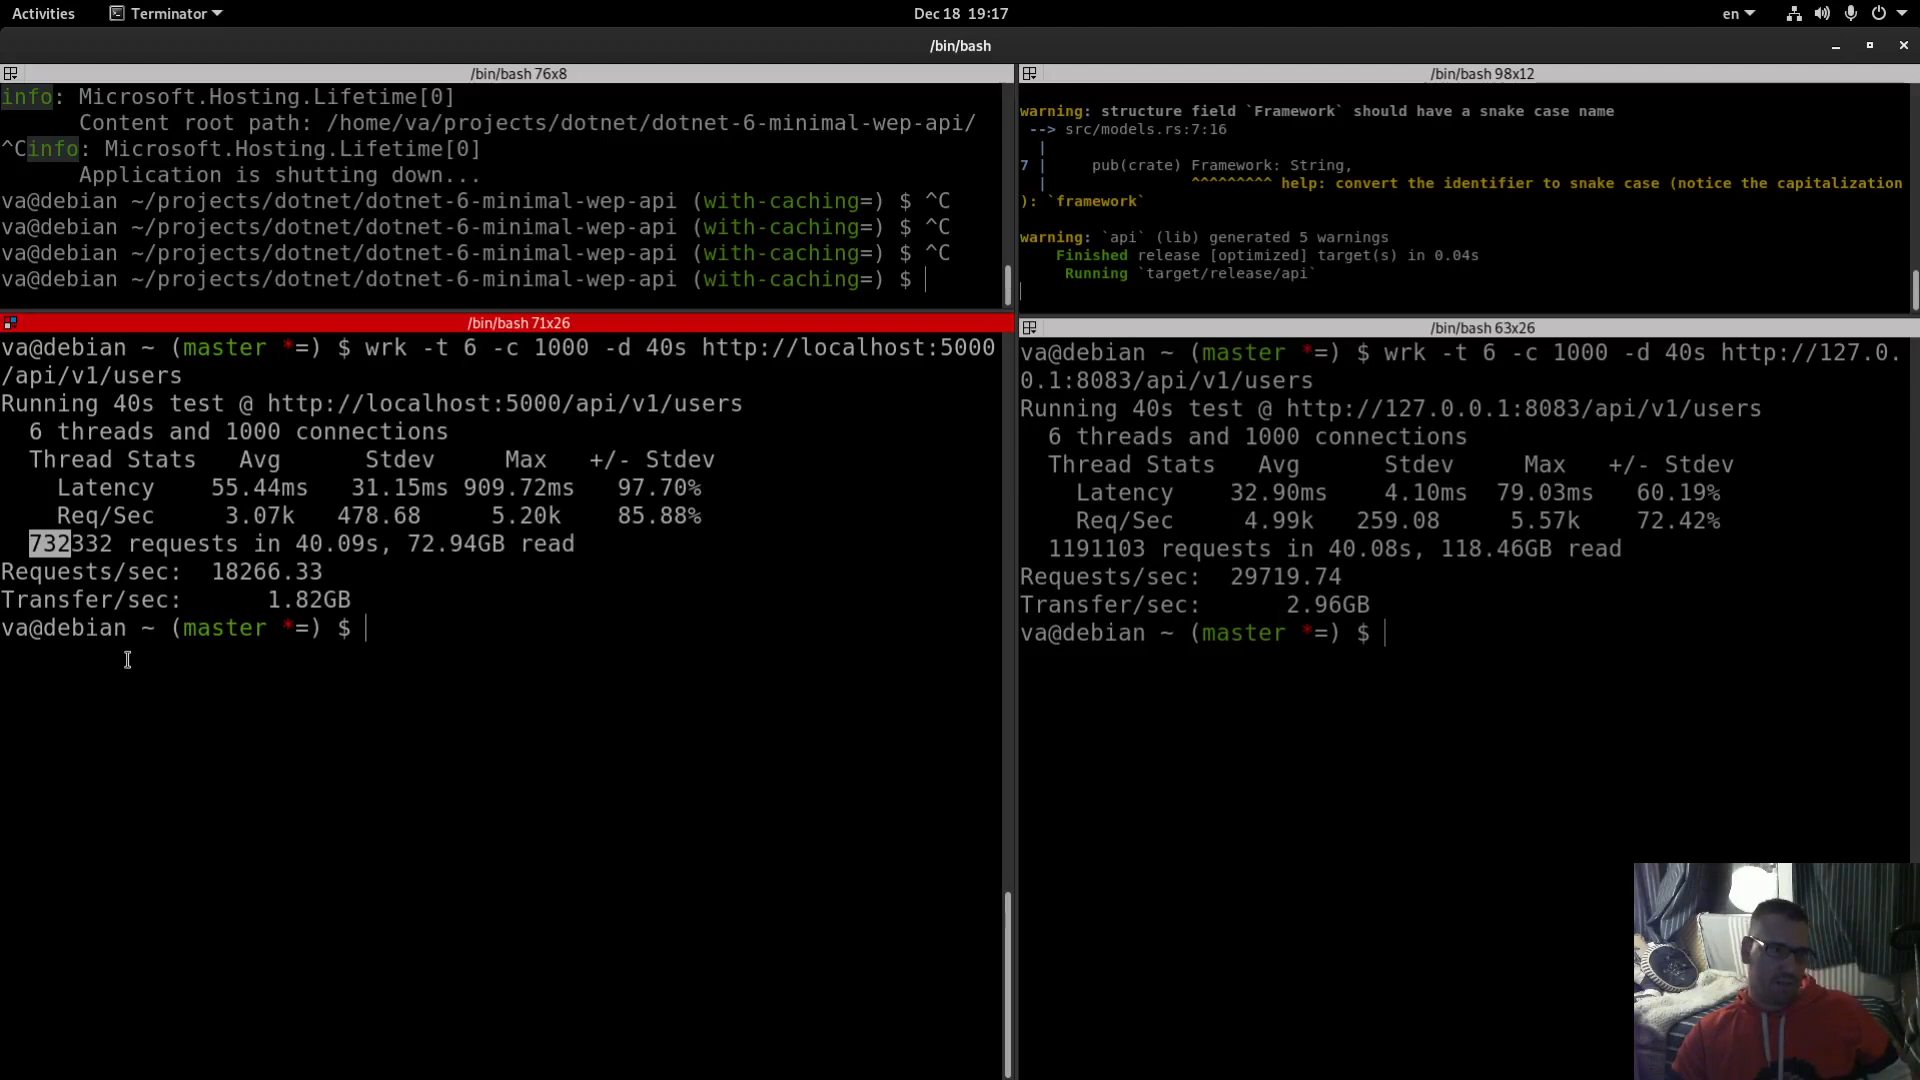 Activities Terminator Dec 18 19:17 en
/bin/bash
/bin/bash 76x8
info: Microsoft.Hosting.Lifetime[0]
Content root path: /home/va/projects/dotnet/dotnet-6-minimal-wep-api/
^Cinfo: Microsoft.Hosting.Lifetime[0]
Application is shutting down...
va@debian ~/projects/dotnet/dotnet-6-minimal-wep-api (with-caching=) $ ^C
va@debian ~/projects/dotnet/dotnet-6-minimal-wep-api (with-caching=) $ ^C
va@debian ~/projects/dotnet/dotnet-6-minimal-wep-api (with-caching=) $ ^C
va@debian ~/projects/dotnet/dotnet-6-minimal-wep-api (with-caching=) $
/bin/bash 98x12
warning: structure field `Framework` should have a snake case name
--> src/models.rs:7:16
|
7 | pub(crate) Framework: String,
| ^^^^^^^^^ help: convert the identifier to snake case (notice the capitalization
): `framework`
warning: `api` (lib) generated 5 warnings
Finished release [optimized] target(s) in 0.04s
Running `target/release/api`
/bin/bash 71x26
va@debian ~ (master *=) $ wrk -t 6 -c 1000 -d 40s http://localhost:5000
/api/v1/users
Running 40s test @ http://localhost:5000/api/v1/users
6 threads and 1000 connections
Thread Stats Avg Stdev Max +/- Stdev
Latency 55.44ms 31.15ms 909.72ms 97.70%
Req/Sec 3.07k 478.68 5.20k 85.88%
732332 requests in 40.09s, 72.94GB read
Requests/sec: 18266.33
Transfer/sec: 1.82GB
va@debian ~ (master *=) $
/bin/bash 63x26
va@debian ~ (master *=) $ wrk -t 6 -c 1000 -d 40s http://127.0.
0.1:8083/api/v1/users
Running 40s test @ http://127.0.0.1:8083/api/v1/users
6 threads and 1000 connections
Thread Stats Avg Stdev Max +/- Stdev
Latency 32.90ms 4.10ms 79.03ms 60.19%
Req/Sec 4.99k 259.08 5.57k 72.42%
1191103 requests in 40.08s, 118.46GB read
Requests/sec: 29719.74
Transfer/sec: 2.96GB
va@debian ~ (master *=) $